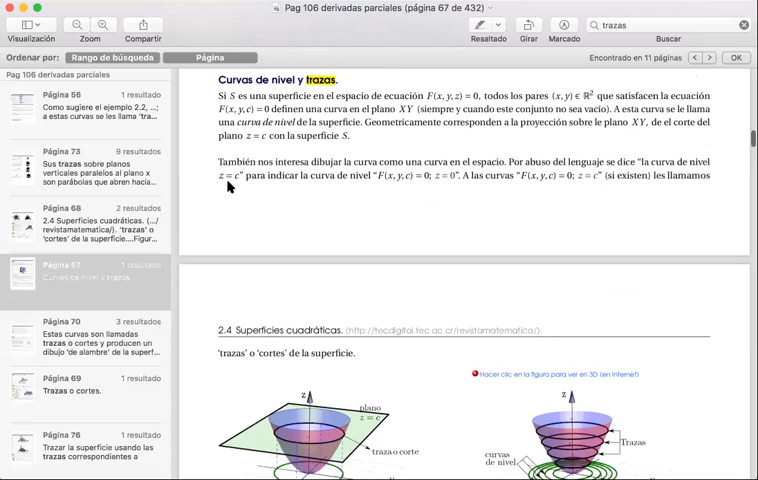 Pag 106 derivadas parciales (página 67 de 432)
trazas
Visualización
Zoom
Compartir
Resaltado
Girar
Marcado
Buscar
Ordenar por:
Rango de búsqueda
Página
Encontrado en 11 páginas
OK
Pag 106 derivadas parciales
Página 56
1 resultado
Como sugiere el ejemplo 2.2, ...;
a estas curvas se les llama ‘tra...
Página 73
9 resultados
Sus trazas sobre planos
verticales paralelos al plano x
son parábolas que abren hacia...
Página 68
2 resultados
2.4 Superficies cuadráticas. (.../
revistamatematica/). ‘trazas’ o
‘cortes’ de la superficie....Figur...
Página 67
1 resultado
Curvas de nivel y trazas.
Página 70
3 resultados
Estas curvas son llamadas
trazas o cortes y producen un
dibujo ‘de alambre’ de la superf...
Página 69
1 resultado
Trazas o cortes.
Página 76
1 resultado
Trazar la superficie usando las
trazas correspondientes a
Curvas de nivel y trazas.
Si S es una superficie en el espacio de ecuación F(x, y, z) = 0, todos los pares (x, y) ∈ ℝ² que satisfacen la ecuación
F(x, y, c) = 0 definen una curva en el plano XY (siempre y cuando este conjunto no sea vacío). A esta curva se le llama
una curva de nivel de la superficie. Geometricamente corresponden a la proyección sobre le plano XY, de el corte del
plano z = c con la superficie S.
También nos interesa dibujar la curva como una curva en el espacio. Por abuso del lenguaje se dice “la curva de nivel
z = c” para indicar la curva de nivel “F(x, y, c) = 0; z = 0”. A las curvas “F(x, y, c) = 0; z = c” (si existen) les llamamos
2.4 Superficies cuadráticas. (http://tecdigital.tec.ac.cr/revistamatematica/).
‘trazas’ o ‘cortes’ de la superficie.
Hacer clic en la figura para ver en 3D (en Internet)
z
plano
z = c
traza o corte
z
Trazas
curvas
de nivel